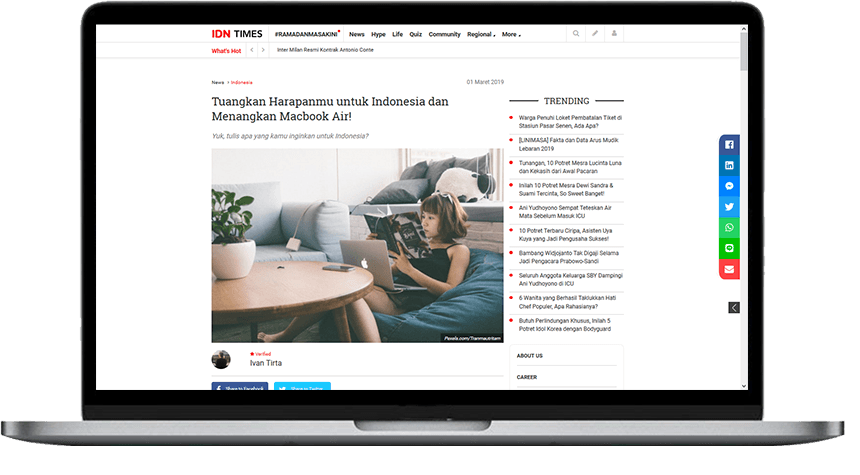 IDN TIMES
#RAMADANMASAKINI News Hype Life Quiz Community Regional More
What's Hot Inter Milan Resmi Kontrak Antonio Conte
News Indonesia
01 Maret 2019
Tuangkan Harapanmu untuk Indonesia dan
Menangkan Macbook Air!
Yuk, tulis apa yang kamu inginkan untuk Indonesia?
Pexels.com/Tranmautritam
Verified
Ivan Tirta
Share to Facebook
Share to Twitter
TRENDING
Warga Penuhi Loket Pembatalan Tiket di
Stasiun Pasar Senen, Ada Apa?
[LINIMASA] Fakta dan Data Arus Mudik
Lebaran 2019
Tunangan, 10 Potret Mesra Lucinta Luna
dan Kekasih dari Awal Pacaran
Inilah 10 Potret Mesra Dewi Sandra &
Suami Tercinta, So Sweet Banget!
Ani Yudhoyono Sempat Teteskan Air
Mata Sebelum Masuk ICU
10 Potret Terbaru Ciripa, Asisten Uya
Kuya yang Jadi Pengusaha Sukses!
Bambang Widjojanto Tak Digaji Selama
Jadi Pengacara Prabowo-Sandi
Seluruh Anggota Keluarga SBY Dampingi
Ani Yudhoyono di ICU
6 Wanita yang Berhasil Taklukkan Hati
Chef Populer, Apa Rahasianya?
Butuh Perlindungan Khusus, Inilah 5
Potret Idol Korea dengan Bodyguard
ABOUT US
CAREER